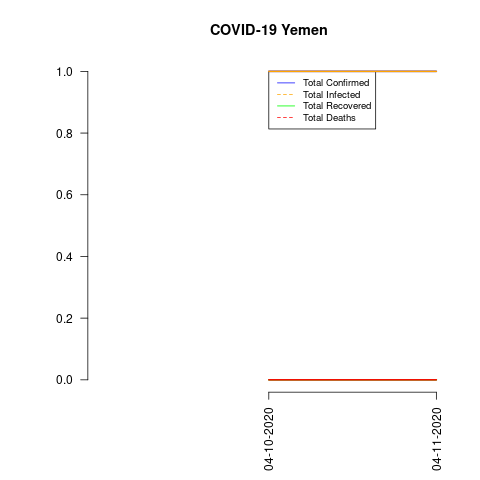 COVID-19 Yemen
1.0
0.8
0.6
0.4
0.2
0.0
Total Confirmed
Total Infected
Total Recovered
Total Deaths
04-10-2020
04-11-2020